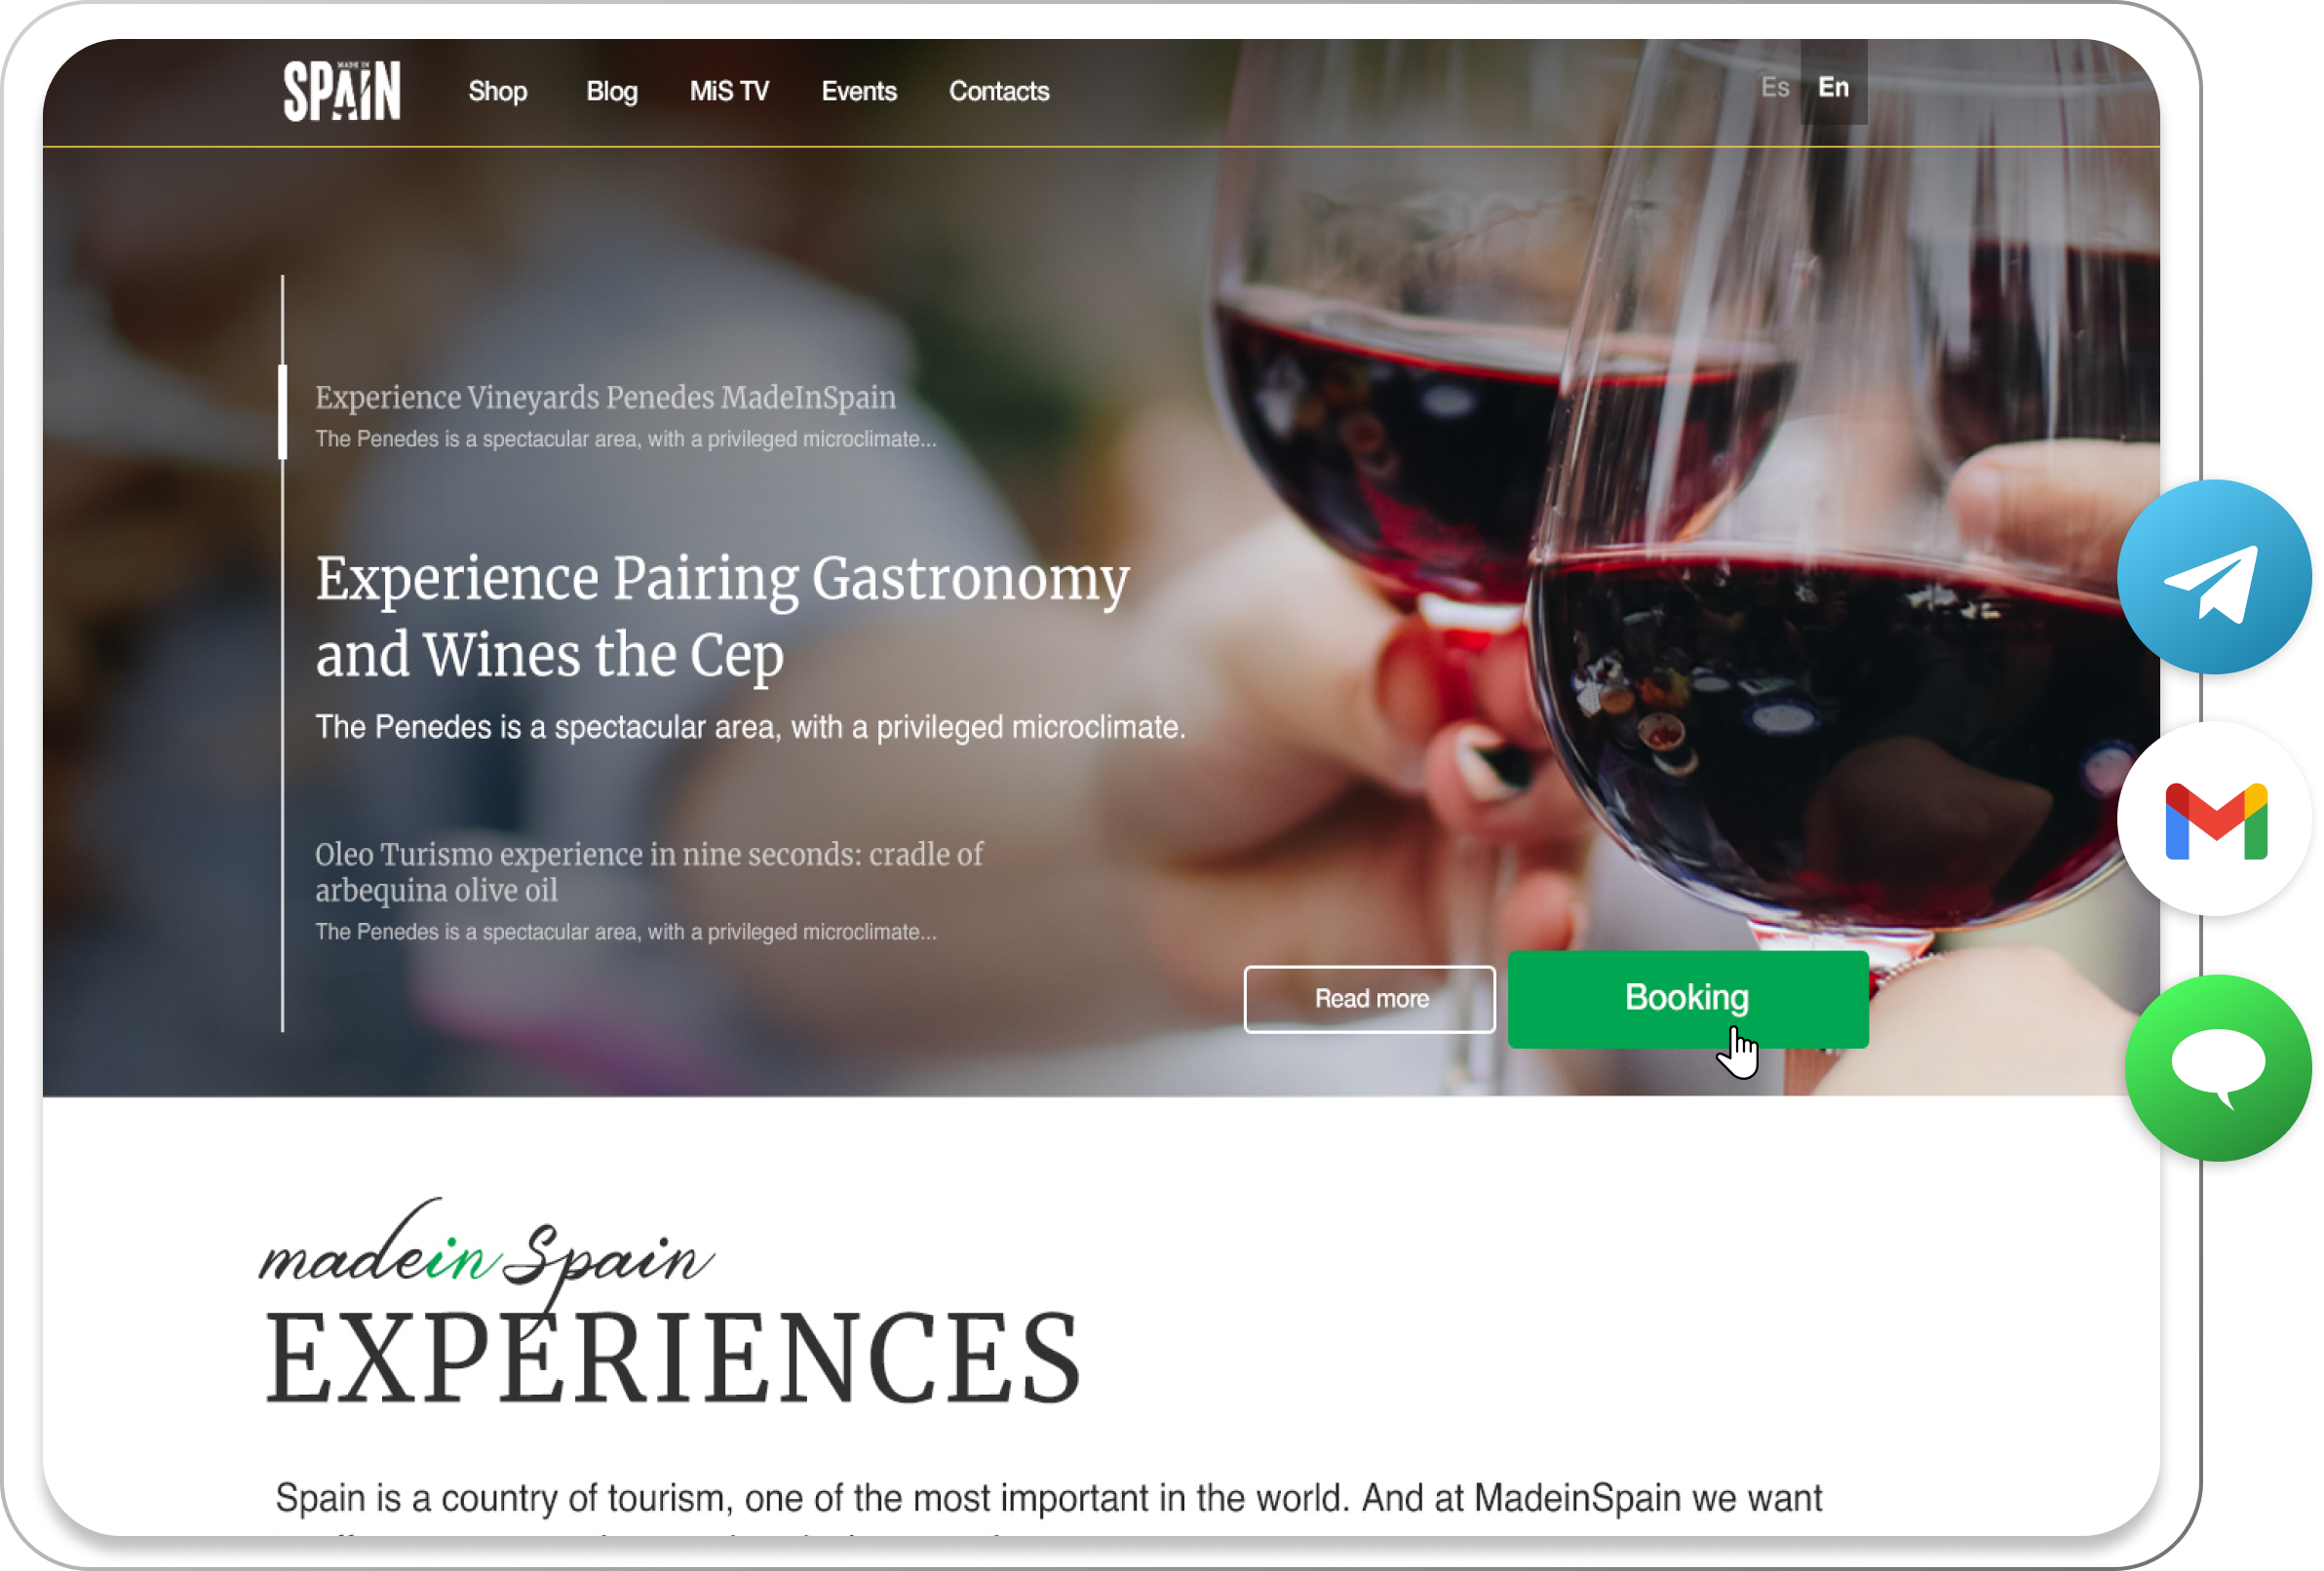 MADE IN
SPAIN
Shop
Blog
MiS TV
Events
Contacts
Es
En
Experience Vineyards Penedes MadeInSpain
The Penedes is a spectacular area, with a privileged microclimate...
Experience Pairing Gastronomy
and Wines the Cep
The Penedes is a spectacular area, with a privileged microclimate.
Oleo Turismo experience in nine seconds: cradle of
arbequina olive oil
The Penedes is a spectacular area, with a privileged microclimate...
Read more
Booking
madein Spain
EXPERIENCES
Spain is a country of tourism, one of the most important in the world. And at MadeinSpain we want